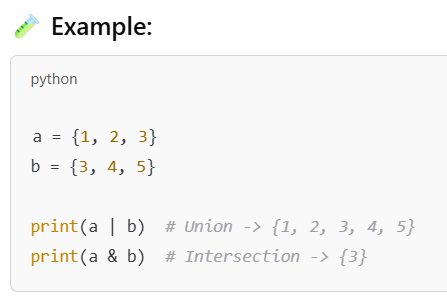 Example:
python
a = {1, 2, 3}
b = {3, 4, 5}
print(a | b)  # Union -> {1, 2, 3, 4, 5}
print(a & b)  # Intersection -> {3}